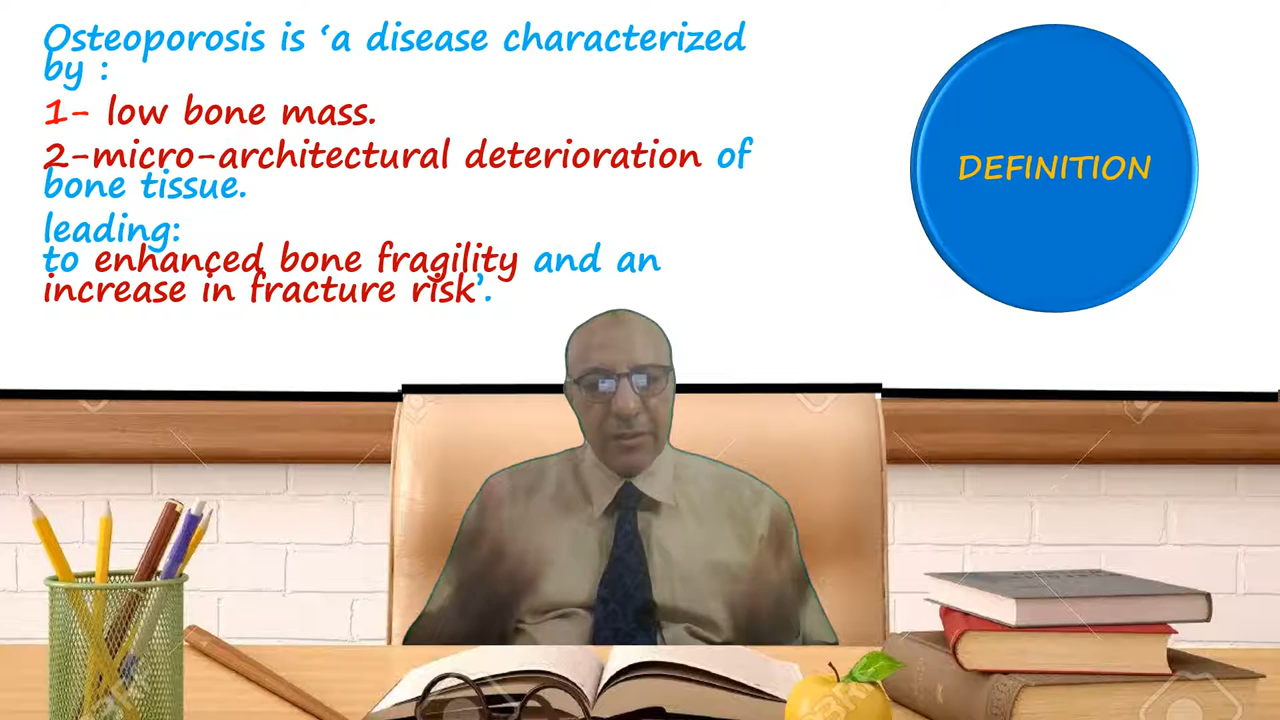 Osteoporosis is ‘a disease characterized
by :
1- low bone mass.
2-micro-architectural deterioration of
bone tissue.
leading:
to enhanced bone fragility and an
increase in fracture risk’.
DEFINITION